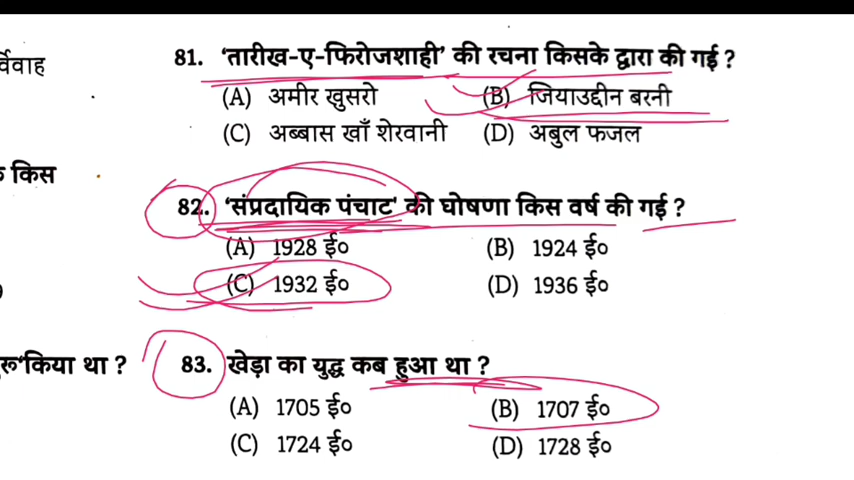 र्विवाह
81. 'तारीख-ए-फिरोजशाही' की रचना किसके द्वारा की गई ?
(A) अमीर खुसरो (B) जियाउद्दीन बरनी
(C) अब्बास खाँ शेरवानी (D) अबुल फजल
किस
82. 'संप्रदायिक पंचाट' की घोषणा किस वर्ष की गई ?
(A) 1928 ई० (B) 1924 ई०
(C) 1932 ई० (D) 1936 ई०
किया था ?
83. खेड़ा का युद्ध कब हुआ था ?
(A) 1705 ई० (B) 1707 ई०
(C) 1724 ई० (D) 1728 ई०